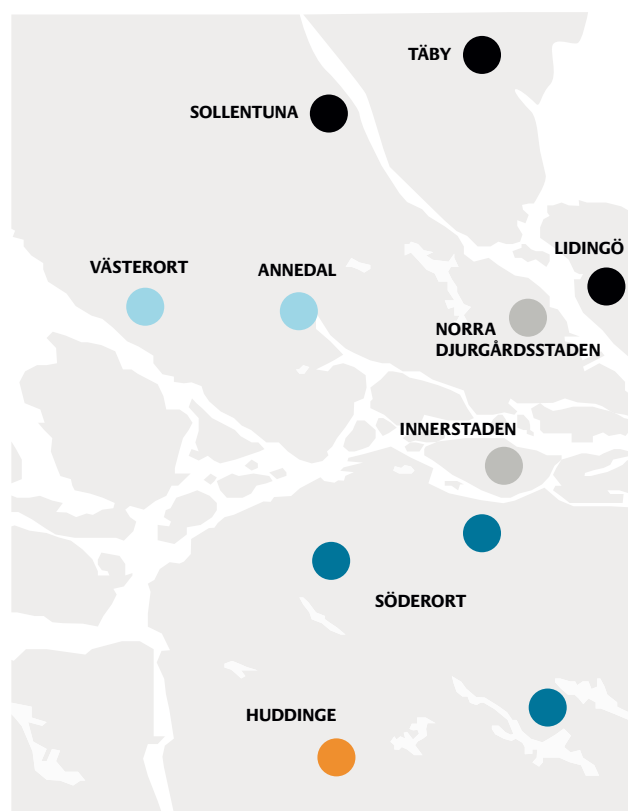 TÄBY
SOLLENTUNA
LIDINGÖ
VÄSTERORT
ANNEDAL
NORRA
DJURGÅRDSSTADEN
INNERSTADEN
SÖDERORT
HUDDINGE